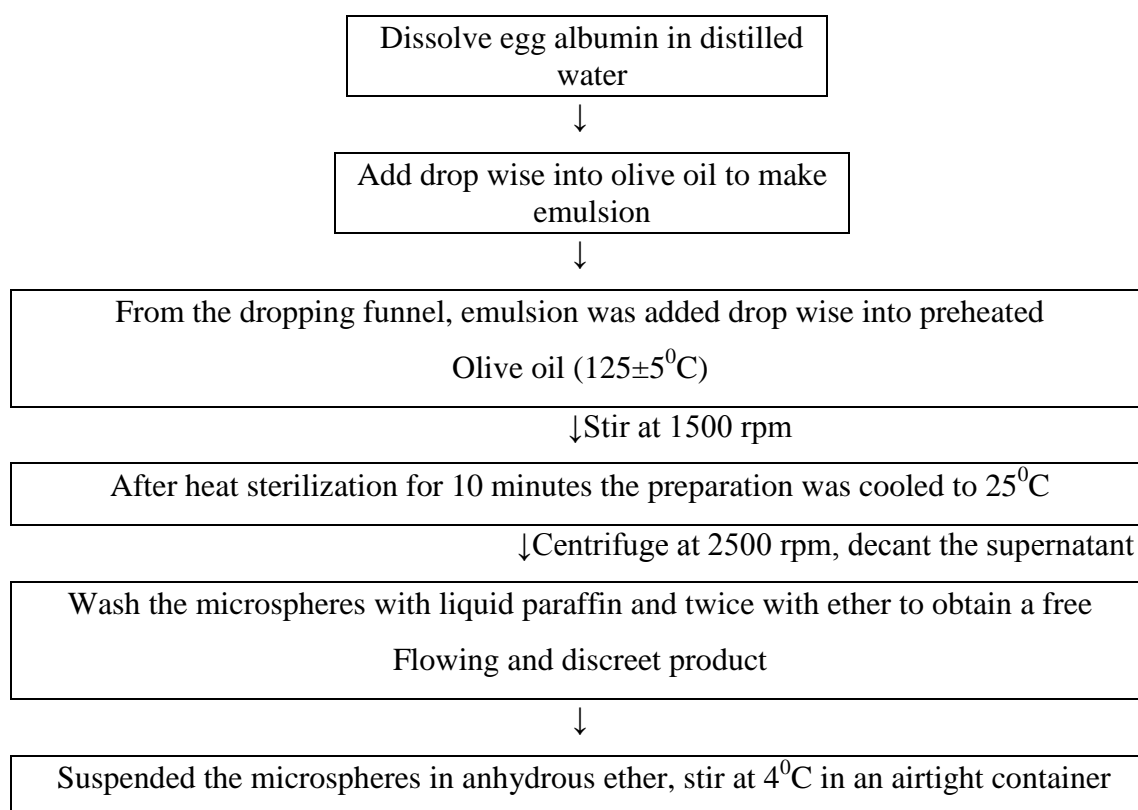 Dissolve egg albumin in distilled
water
↓
Add drop wise into olive oil to make
emulsion
↓
From the dropping funnel, emulsion was added drop wise into preheated
Olive oil (125±5⁰C)
↓Stir at 1500 rpm
After heat sterilization for 10 minutes the preparation was cooled to 25⁰C
↓Centrifuge at 2500 rpm, decant the supernatant
Wash the microspheres with liquid paraffin and twice with ether to obtain a free
Flowing and discreet product
↓
Suspended the microspheres in anhydrous ether, stir at 4⁰C in an airtight container